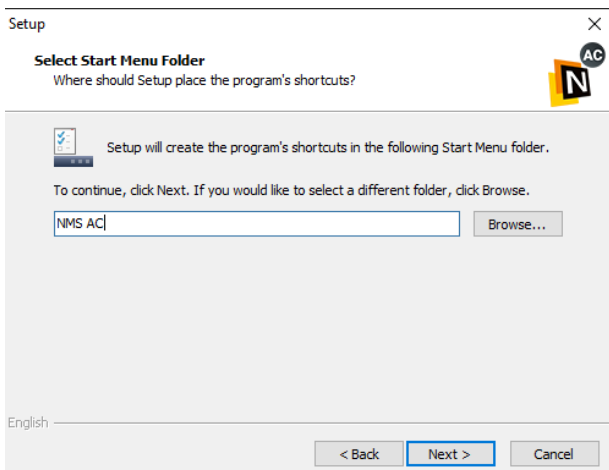 Setup
Select Start Menu Folder
Where should Setup place the program's shortcuts?
AC
N
Setup will create the program's shortcuts in the following Start Menu folder.
To continue, click Next. If you would like to select a different folder, click Browse.
NMS AC
Browse...
English
< Back
Next >
Cancel